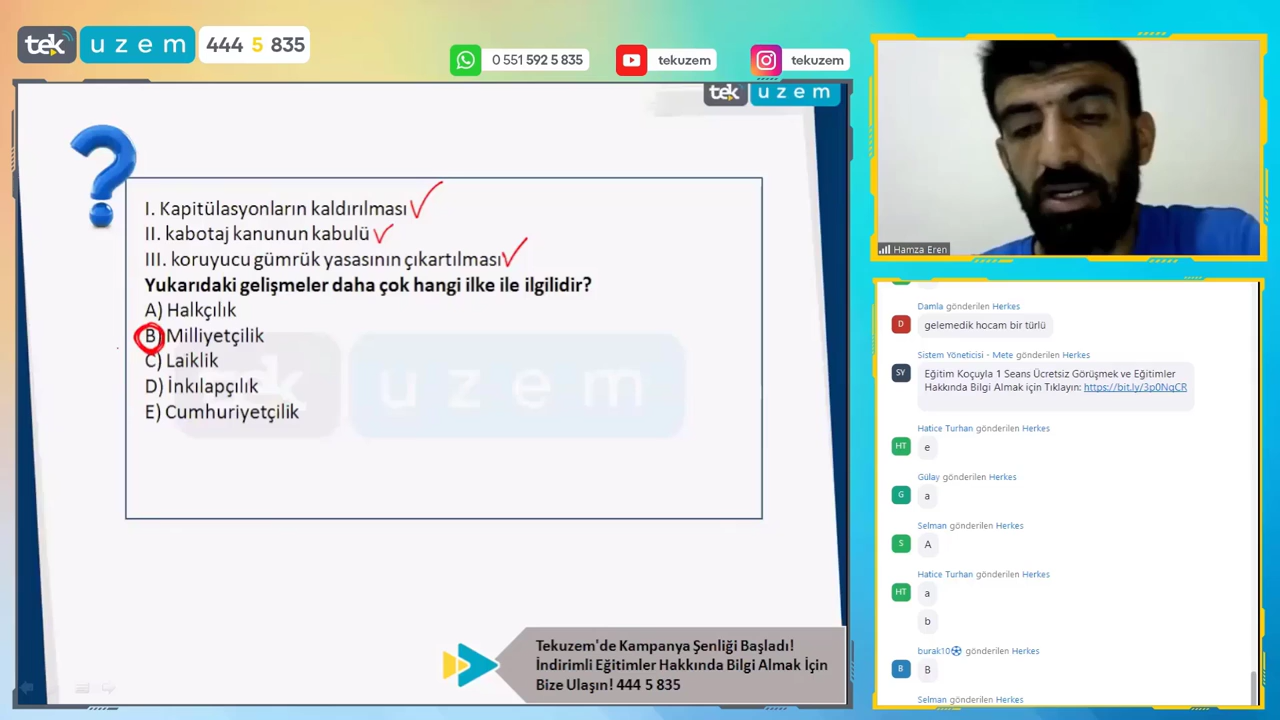 tek
uzem
444 5 835
0 551 592 5 835
tekuzem
tekuzem
tek uzem
I. Kapitülasyonların kaldırılması
II. kabotaj kanunun kabulü
III. koruyucu gümrük yasasının çıkartılması
Yukarıdaki gelişmeler daha çok hangi ilke ile ilgilidir?
A) Halkçılık
B) Milliyetçilik
C) Laiklik
D) İnkılapçılık
E) Cumhuriyetçilik
uzem
Tekuzem'de Kampanya Şenliği Başladı!
İndirimli Eğitimler Hakkında Bilgi Almak İçin
Bize Ulaşın! 444 5 835
Hamza Eren
Damla gönderilen Herkes
D
gelemedik hocam bir türlü
Sistem Yöneticisi - Mete gönderilen Herkes
SY
Eğitim Koçuyla 1 Seans Ücretsiz Görüşmek ve Eğitimler
Hakkında Bilgi Almak için Tıklayın: https://bit.ly/3p0NqCR
Hatice Turhan gönderilen Herkes
HT
e
Gülay gönderilen Herkes
G
a
Selman gönderilen Herkes
S
A
Hatice Turhan gönderilen Herkes
HT
a
b
burak10⚽ gönderilen Herkes
B
B
Selman gönderilen Herkes